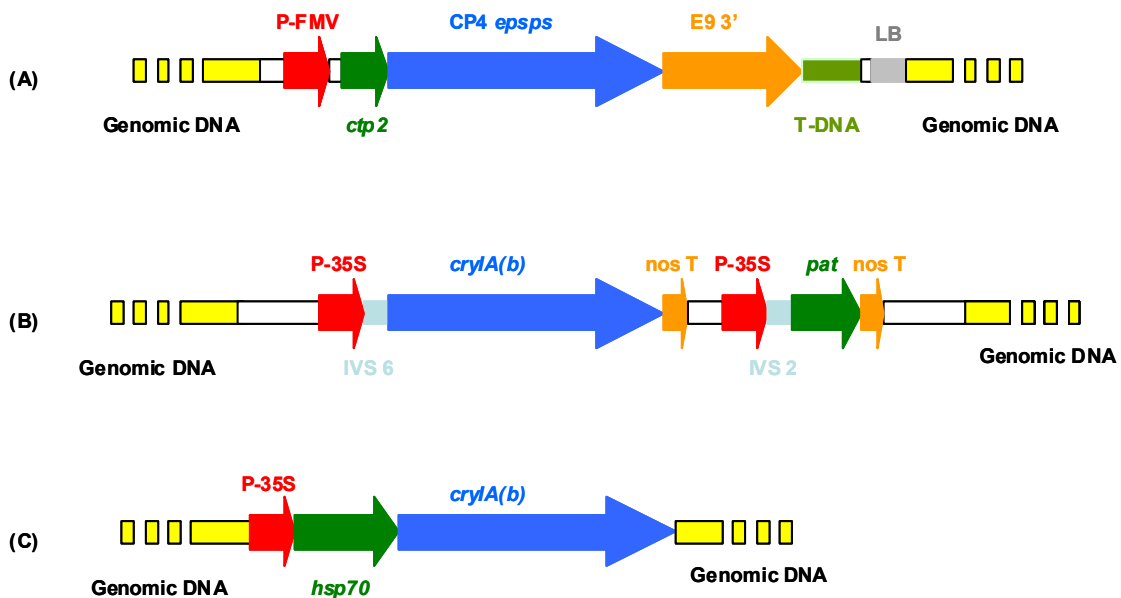 P-FMV CP4 epsps E9 3’ LB
(A)
Genomic DNA ctp2 T-DNA Genomic DNA
P-35S cryIA(b) nos T P-35S pat nos T
(B)
Genomic DNA IVS 6 IVS 2 Genomic DNA
P-35S cryIA(b)
(C)
Genomic DNA hsp70 Genomic DNA